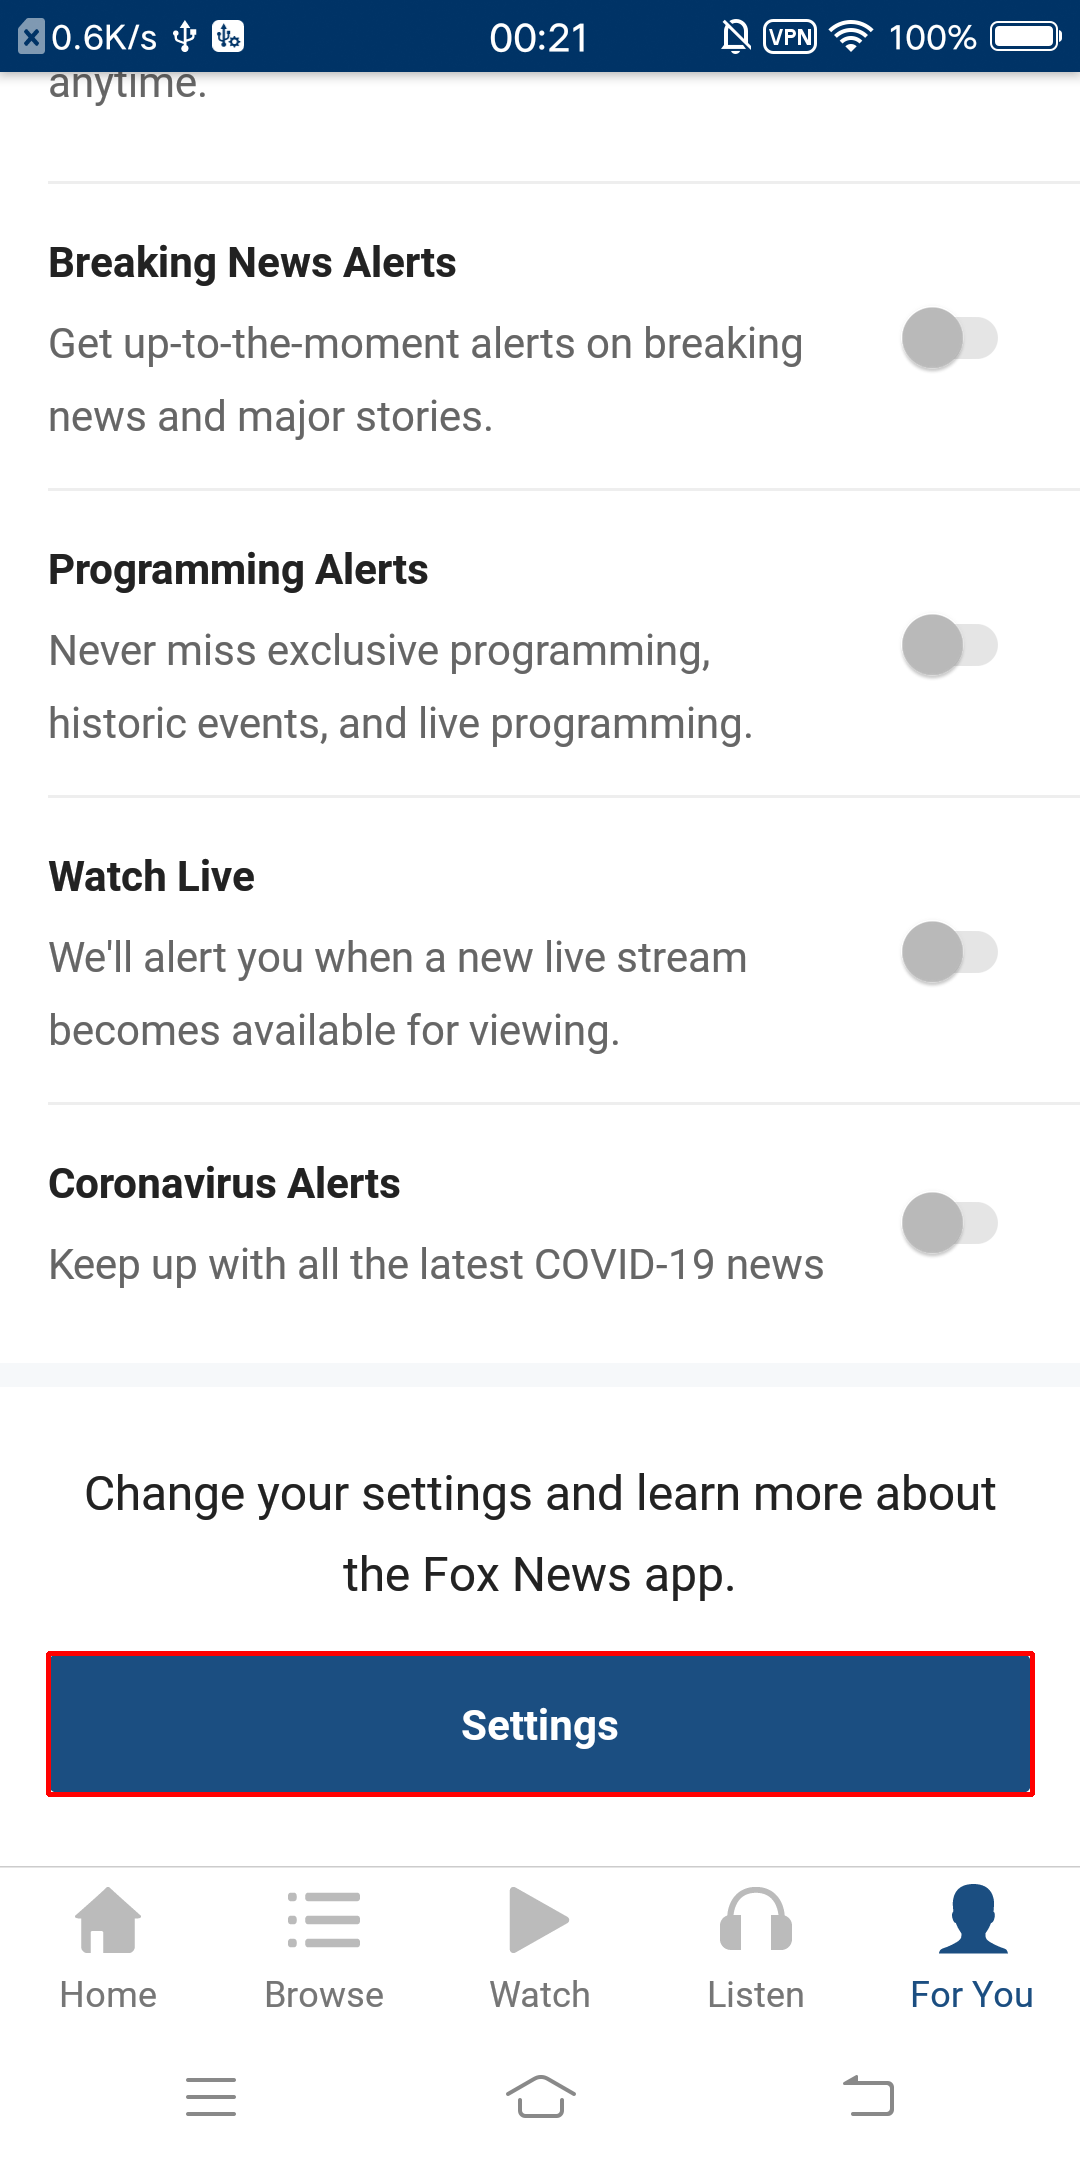 0.6K/s
00:21
VPN
100%
anytime.
Breaking News Alerts
Get up-to-the-moment alerts on breaking
news and major stories.
Programming Alerts
Never miss exclusive programming,
historic events, and live programming.
Watch Live
We'll alert you when a new live stream
becomes available for viewing.
Coronavirus Alerts
Keep up with all the latest COVID-19 news
Change your settings and learn more about
the Fox News app.
Settings
Home
Browse
Watch
Listen
For You